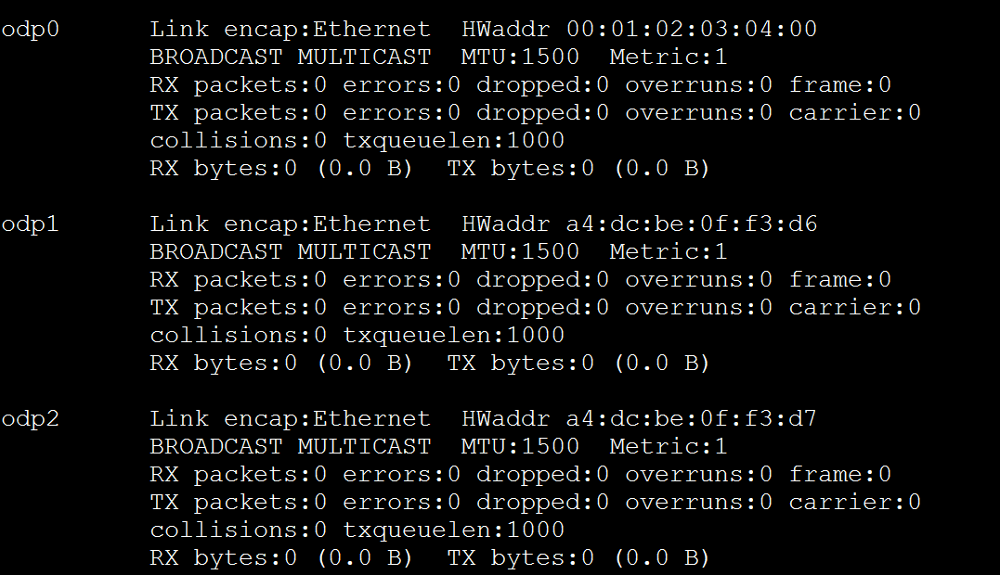 odp0      Link encap:Ethernet  HWaddr 00:01:02:03:04:00
          BROADCAST MULTICAST  MTU:1500  Metric:1
          RX packets:0 errors:0 dropped:0 overruns:0 frame:0
          TX packets:0 errors:0 dropped:0 overruns:0 carrier:0
          collisions:0 txqueuelen:1000
          RX bytes:0 (0.0 B)  TX bytes:0 (0.0 B)

odp1      Link encap:Ethernet  HWaddr a4:dc:be:0f:f3:d6
          BROADCAST MULTICAST  MTU:1500  Metric:1
          RX packets:0 errors:0 dropped:0 overruns:0 frame:0
          TX packets:0 errors:0 dropped:0 overruns:0 carrier:0
          collisions:0 txqueuelen:1000
          RX bytes:0 (0.0 B)  TX bytes:0 (0.0 B)

odp2      Link encap:Ethernet  HWaddr a4:dc:be:0f:f3:d7
          BROADCAST MULTICAST  MTU:1500  Metric:1
          RX packets:0 errors:0 dropped:0 overruns:0 frame:0
          TX packets:0 errors:0 dropped:0 overruns:0 carrier:0
          collisions:0 txqueuelen:1000
          RX bytes:0 (0.0 B)  TX bytes:0 (0.0 B)